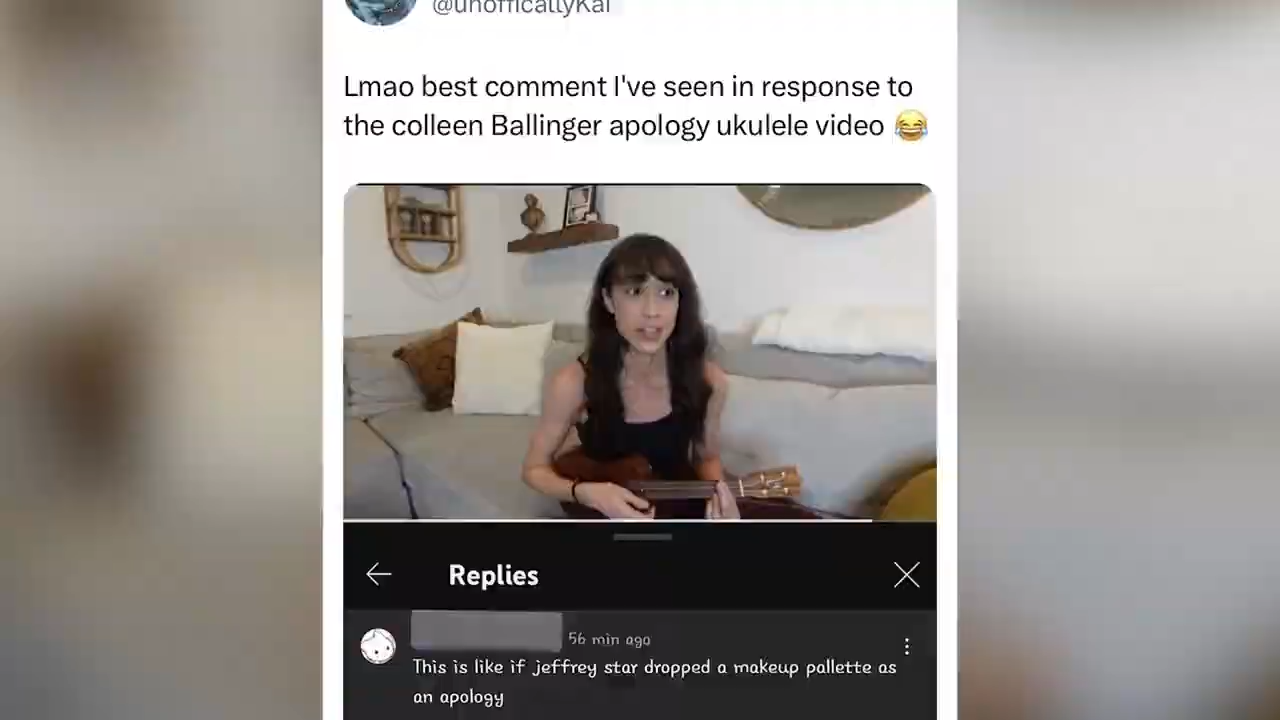 @unofficallyKai
Lmao best comment I've seen in response to
the colleen Ballinger apology ukulele video 😂
Replies
56 min ago
This is like if jeffrey star dropped a makeup pallette as
an apology